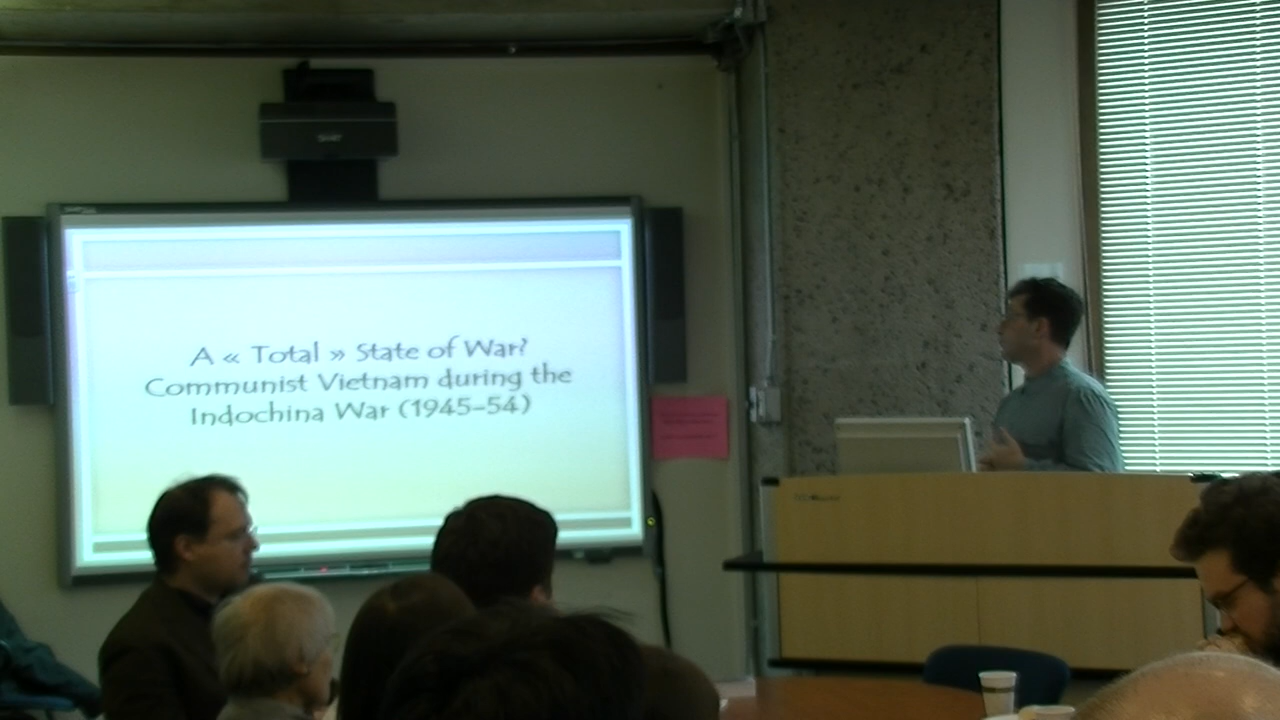 A « Total » State of War?
Communist Vietnam during the
Indochina War (1945-54)